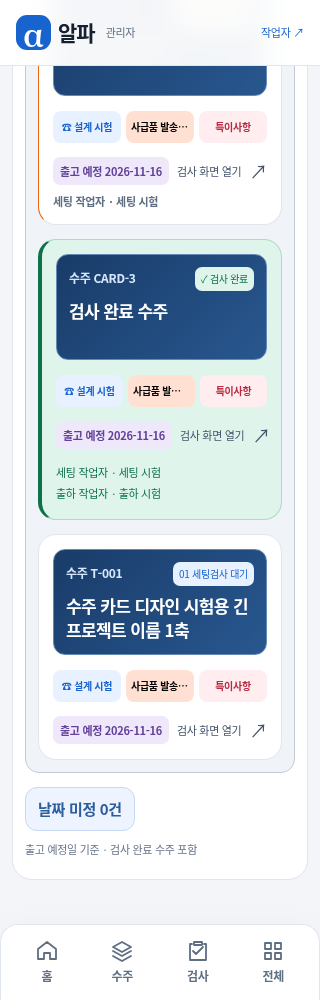 α 알파 관리자 작업자 ↗
☎ 설계 시험 사급품 발송… 특이사항
출고 예정 2026-11-16 검사 화면 열기 ↗
세팅 작업자 · 세팅 시험
수주 CARD-3 ✓ 검사 완료
검사 완료 수주
☎ 설계 시험 사급품 발… 특이사항
출고 예정 2026-11-16 검사 화면 열기 ↗
세팅 작업자 · 세팅 시험
출하 작업자 · 출하 시험
수주 T-001 01 세팅검사 대기
수주 카드 디자인 시험용 긴
프로젝트 이름 1축
☎ 설계 시험 사급품 발송… 특이사항
출고 예정 2026-11-16 검사 화면 열기 ↗
날짜 미정 0건
출고 예정일 기준 · 검사 완료 수주 포함
홈 수주 검사 전체